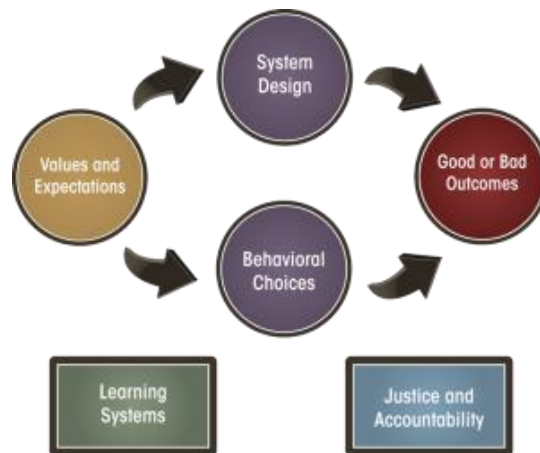 System
Design
Values and
Expectations
Good or Bad
Outcomes
Behavioral
Choices
Learning
Systems
Justice and
Accountability